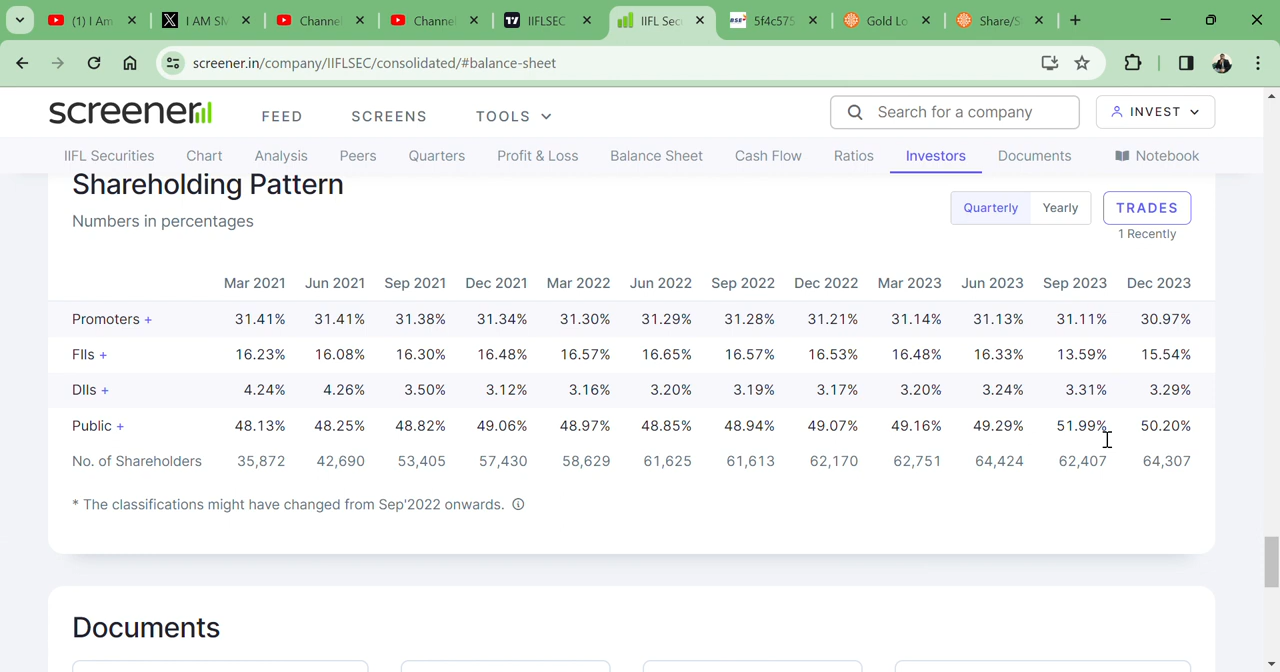 (1) I Am
I AM SM
Channel
Channel
IIFLSEC
IIFL Sec
BSE 5f4c575
Gold Lo
Share/S
screener.in/company/IIFLSEC/consolidated/#balance-sheet
screener
FEED
SCREENS
TOOLS
Search for a company
INVEST
IIFL Securities
Chart
Analysis
Peers
Quarters
Profit & Loss
Balance Sheet
Cash Flow
Ratios
Investors
Documents
Notebook
Shareholding Pattern
Numbers in percentages
Quarterly
Yearly
TRADES
1 Recently
Mar 2021 Jun 2021 Sep 2021 Dec 2021 Mar 2022 Jun 2022 Sep 2022 Dec 2022 Mar 2023 Jun 2023 Sep 2023 Dec 2023
Promoters + 31.41% 31.41% 31.38% 31.34% 31.30% 31.29% 31.28% 31.21% 31.14% 31.13% 31.11% 30.97%
FIIs + 16.23% 16.08% 16.30% 16.48% 16.57% 16.65% 16.57% 16.53% 16.48% 16.33% 13.59% 15.54%
DIIs + 4.24% 4.26% 3.50% 3.12% 3.16% 3.20% 3.19% 3.17% 3.20% 3.24% 3.31% 3.29%
Public + 48.13% 48.25% 48.82% 49.06% 48.97% 48.85% 48.94% 49.07% 49.16% 49.29% 51.99% 50.20%
No. of Shareholders 35,872 42,690 53,405 57,430 58,629 61,625 61,613 62,170 62,751 64,424 62,407 64,307
* The classifications might have changed from Sep'2022 onwards.
Documents